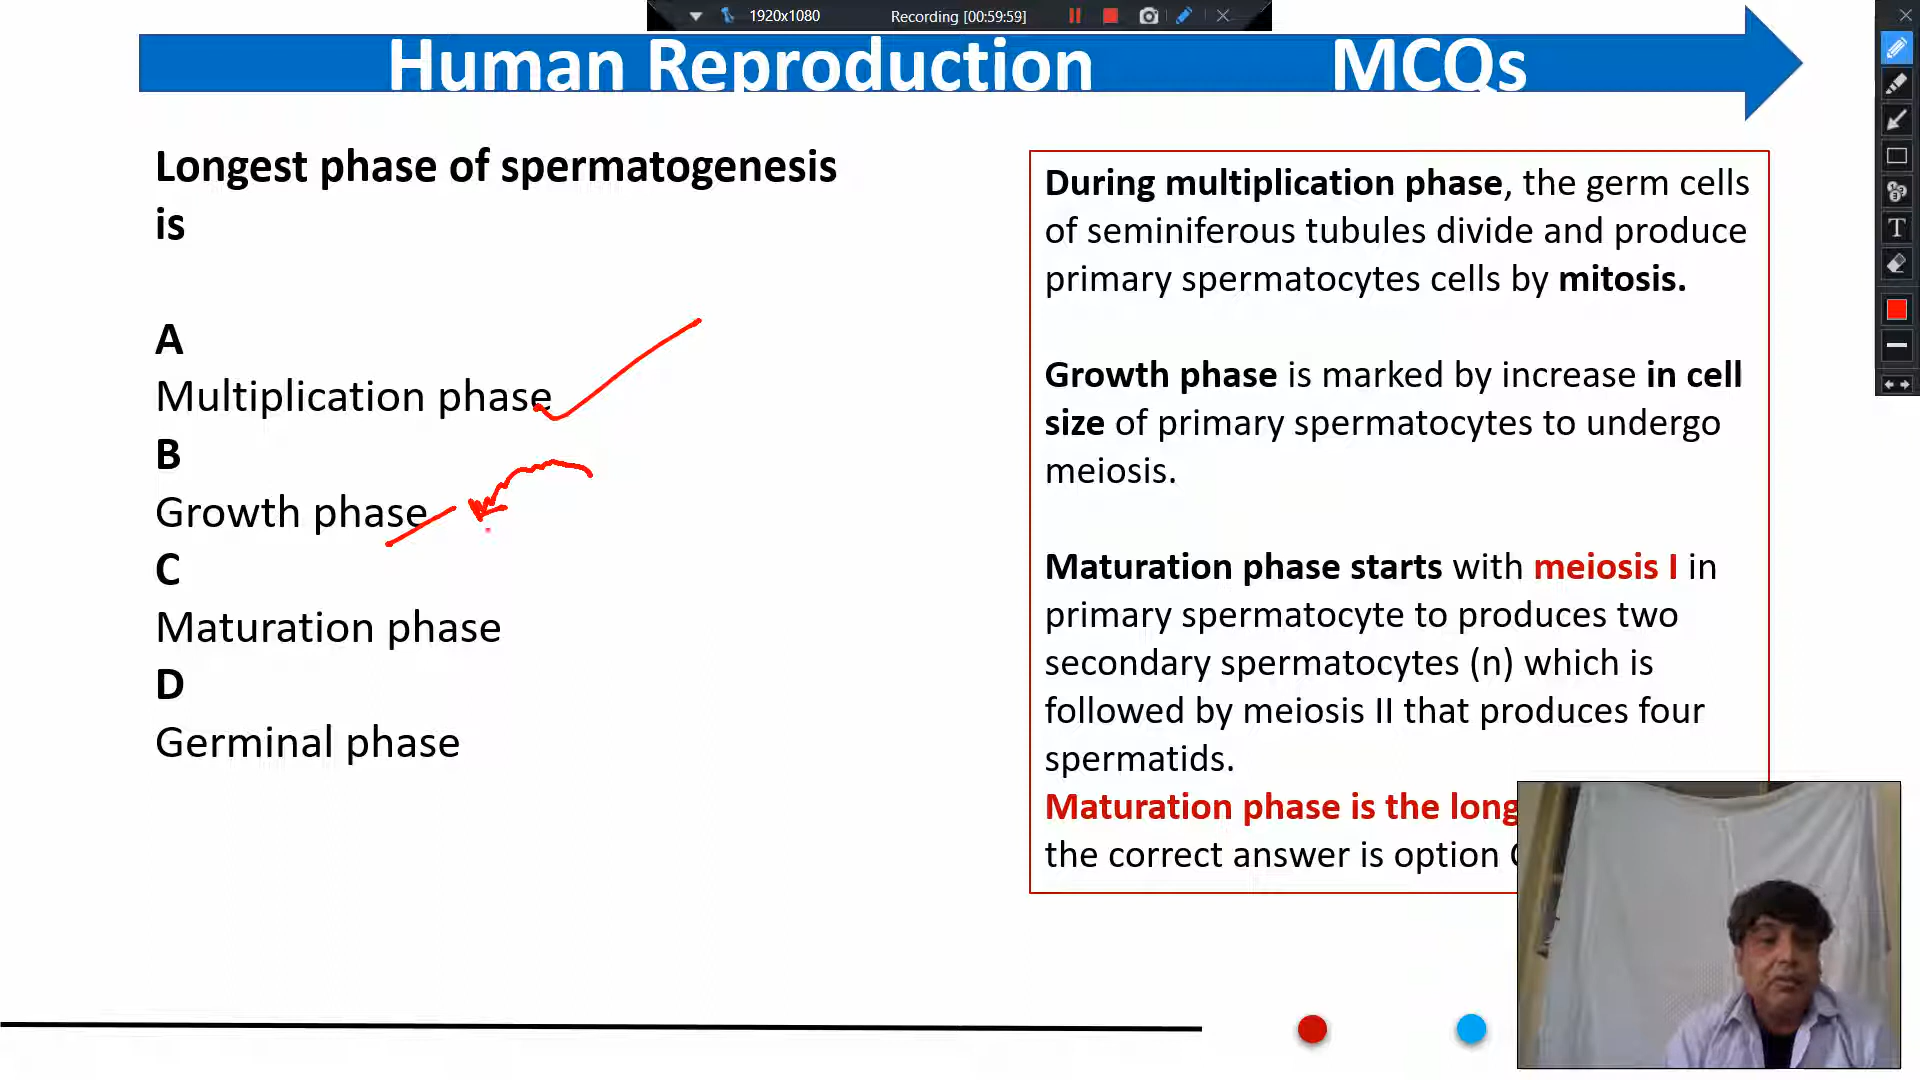 1920x1080
Recording [00:59:59]
Human Reproduction MCQs
Longest phase of spermatogenesis
is
A
Multiplication phase
B
Growth phase
C
Maturation phase
D
Germinal phase
During multiplication phase, the germ cells
of seminiferous tubules divide and produce
primary spermatocytes cells by mitosis.
Growth phase is marked by increase in cell
size of primary spermatocytes to undergo
meiosis.
Maturation phase starts with meiosis I in
primary spermatocyte to produces two
secondary spermatocytes (n) which is
followed by meiosis II that produces four
spermatids.
Maturation phase is the long
the correct answer is option